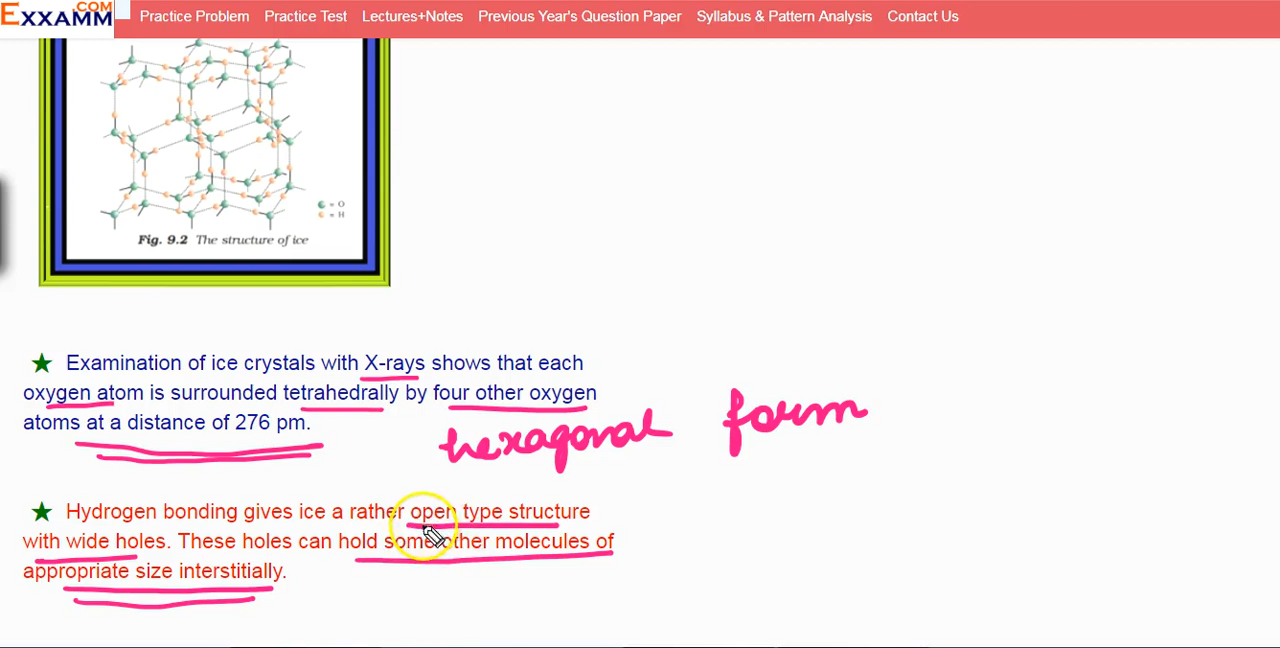 EXXAMM.COM
Practice Problem Practice Test Lectures+Notes Previous Year's Question Paper Syllabus & Pattern Analysis Contact Us
= O
= H
Fig. 9.2 The structure of ice
★ Examination of ice crystals with X-rays shows that each
oxygen atom is surrounded tetrahedrally by four other oxygen
atoms at a distance of 276 pm.
hexagonal form
★ Hydrogen bonding gives ice a rather open type structure
with wide holes. These holes can hold some other molecules of
appropriate size interstitially.